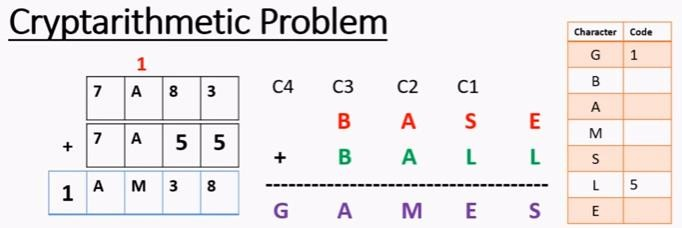 Cryptarithmetic Problem
1
7 A 8 3
+ 7 A 5 5
1 A M 3 8
C4 C3 C2 C1
B A S E
+ B A L L
G A M E S
Character Code
G 1
B
A
M
S
L 5
E